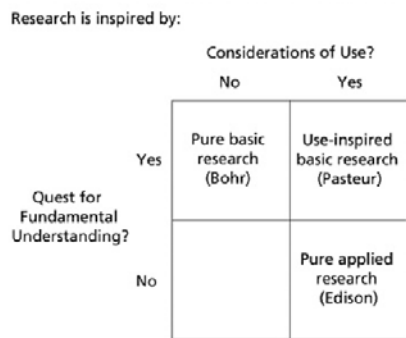 Research is inspired by:
Considerations of Use?
No Yes
Yes
Pure basic
research
(Bohr)
Use-inspired
basic research
(Pasteur)
Quest for
Fundamental
Understanding?
No
Pure applied
research
(Edison)